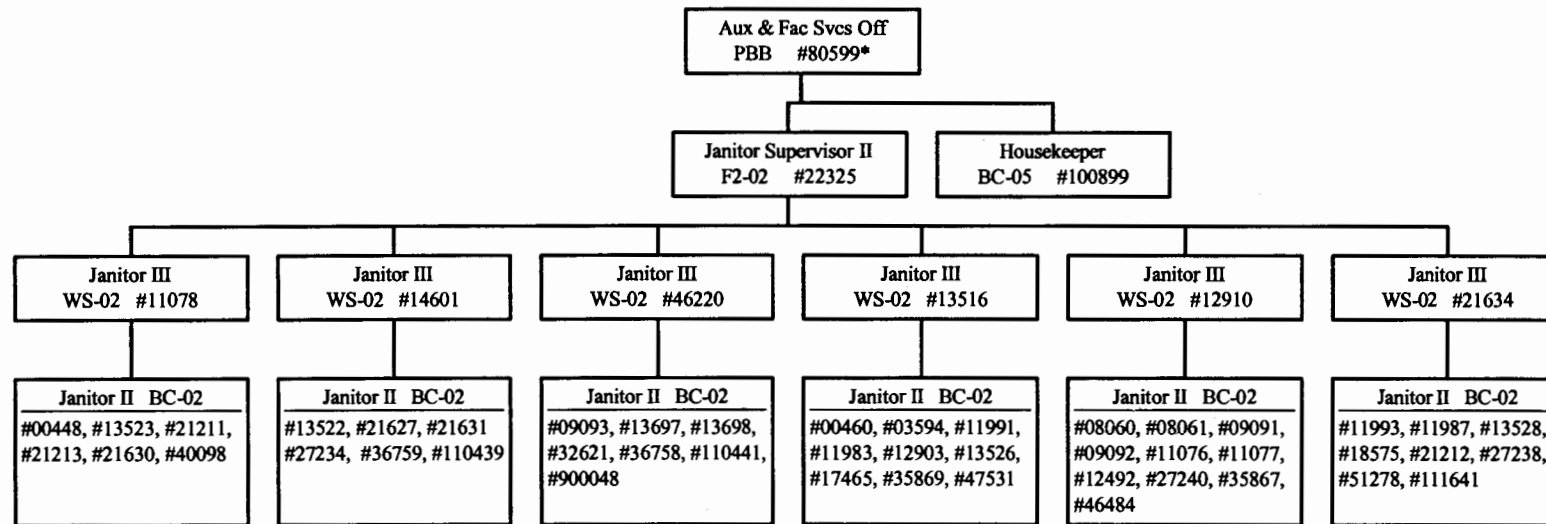 Aux & Fac Svcs Off
PBB #80599*
Janitor Supervisor II
F2-02 #22325
Housekeeper
BC-05 #100899
Janitor III
WS-02 #11078
Janitor III
WS-02 #14601
Janitor III
WS-02 #46220
Janitor III
WS-02 #13516
Janitor III
WS-02 #12910
Janitor III
WS-02 #21634
Janitor II BC-02
#00448, #13523, #21211,
#21213, #21630, #40098
Janitor II BC-02
#13522, #21627, #21631
#27234, #36759, #110439
Janitor II BC-02
#09093, #13697, #13698,
#32621, #36758, #110441,
#900048
Janitor II BC-02
#00460, #03594, #11991,
#11983, #12903, #13526,
#17465, #35869, #47531
Janitor II BC-02
#08060, #08061, #09091,
#09092, #11076, #11077,
#12492, #27240, #35867,
#46484
Janitor II BC-02
#11993, #11987, #13528,
#18575, #21212, #27238,
#51278, #111641